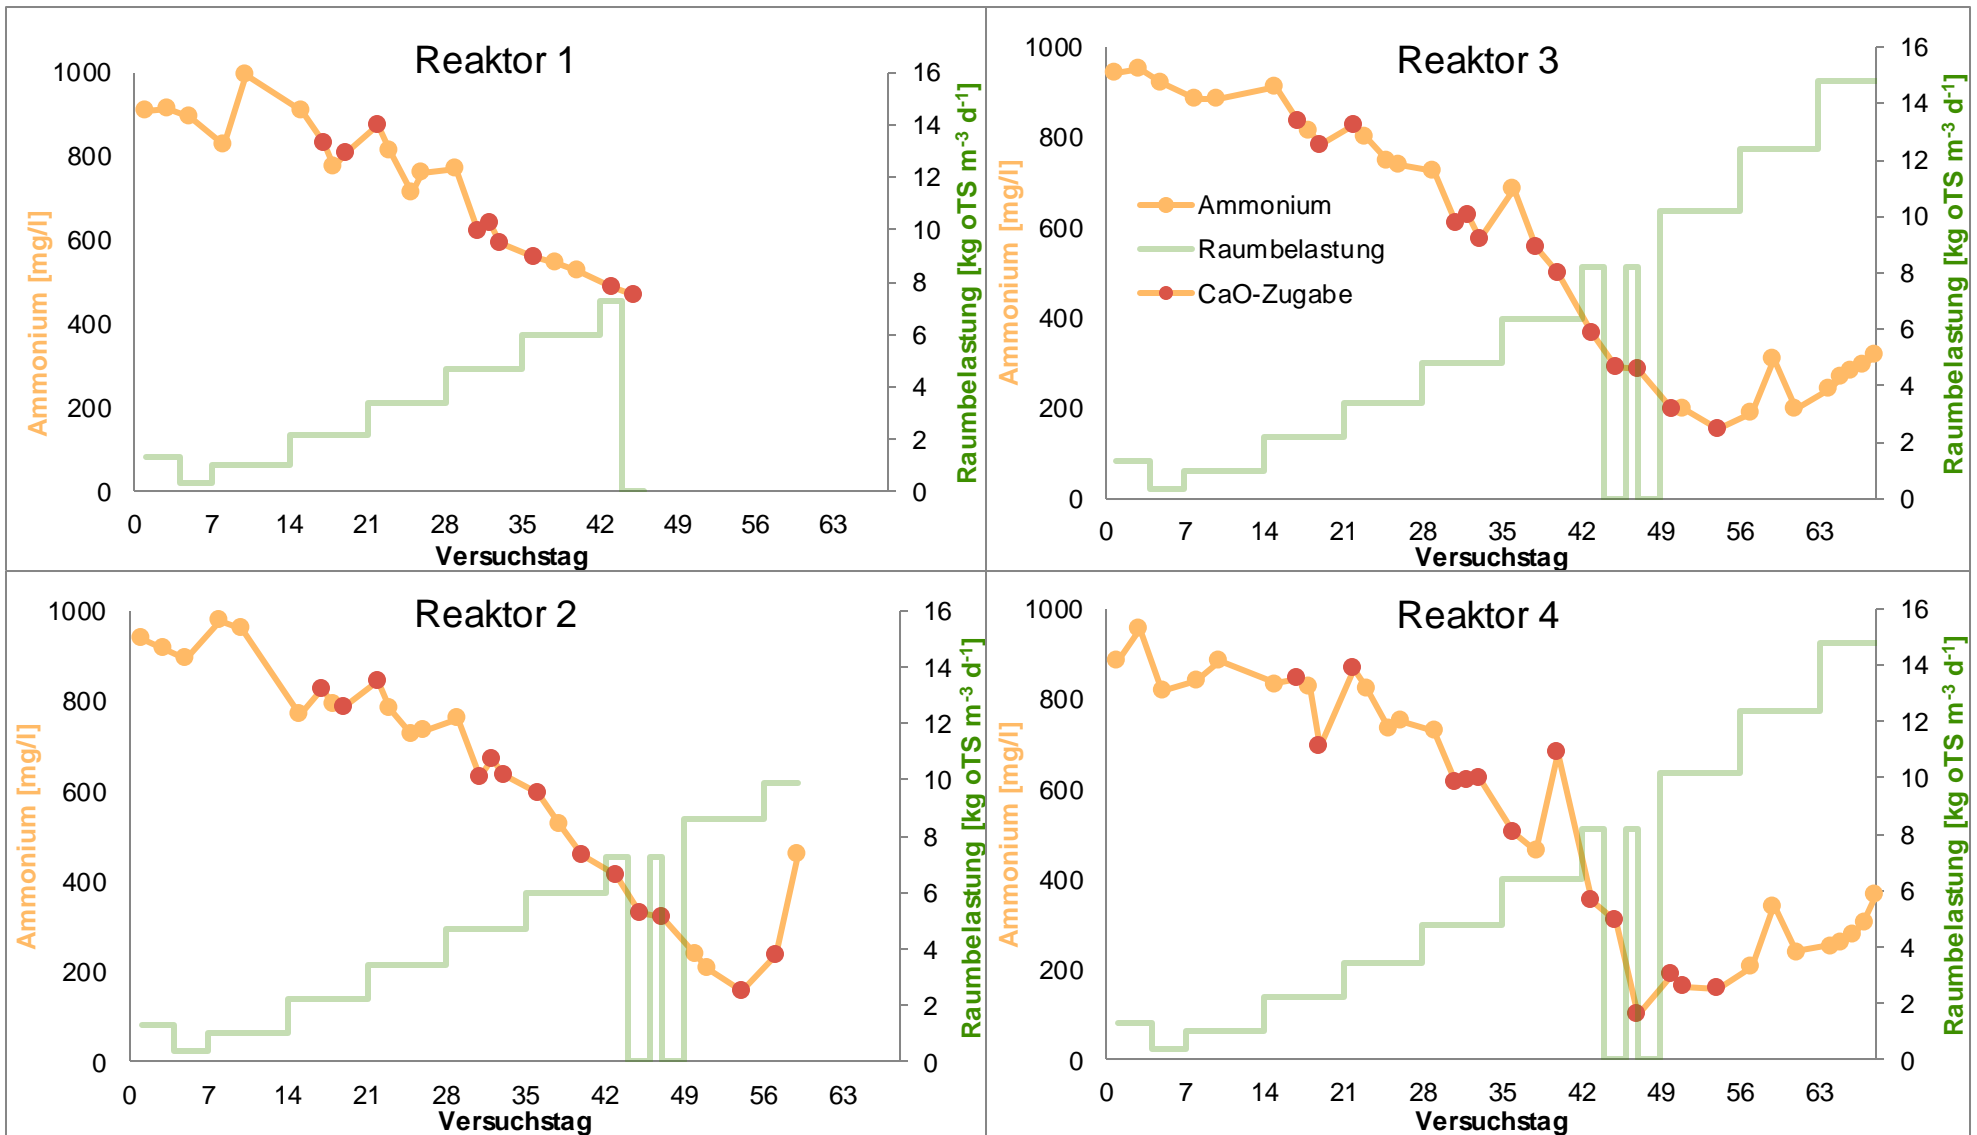 Reaktor 1
Ammonium [mg/l]
1000
800
600
400
200
0
16
14
12
10
8
6
4
2
0
Raumbelastung [kg oTS m-3 d-1]
0 7 14 21 28 35 42 49 56 63
Versuchstag
Reaktor 3
Ammonium [mg/l]
1000
800
600
400
200
0
Ammonium
Raumbelastung
CaO-Zugabe
16
14
12
10
8
6
4
2
0
Raumbelastung [kg oTS m-3 d-1]
0 7 14 21 28 35 42 49 56 63
Versuchstag
Reaktor 2
Ammonium [mg/l]
1000
800
600
400
200
0
16
14
12
10
8
6
4
2
0
Raumbelastung [kg oTS m-3 d-1]
0 7 14 21 28 35 42 49 56 63
Versuchstag
Reaktor 4
Ammonium [mg/l]
1000
800
600
400
200
0
16
14
12
10
8
6
4
2
0
Raumbelastung [kg oTS m-3 d-1]
0 7 14 21 28 35 42 49 56 63
Versuchstag